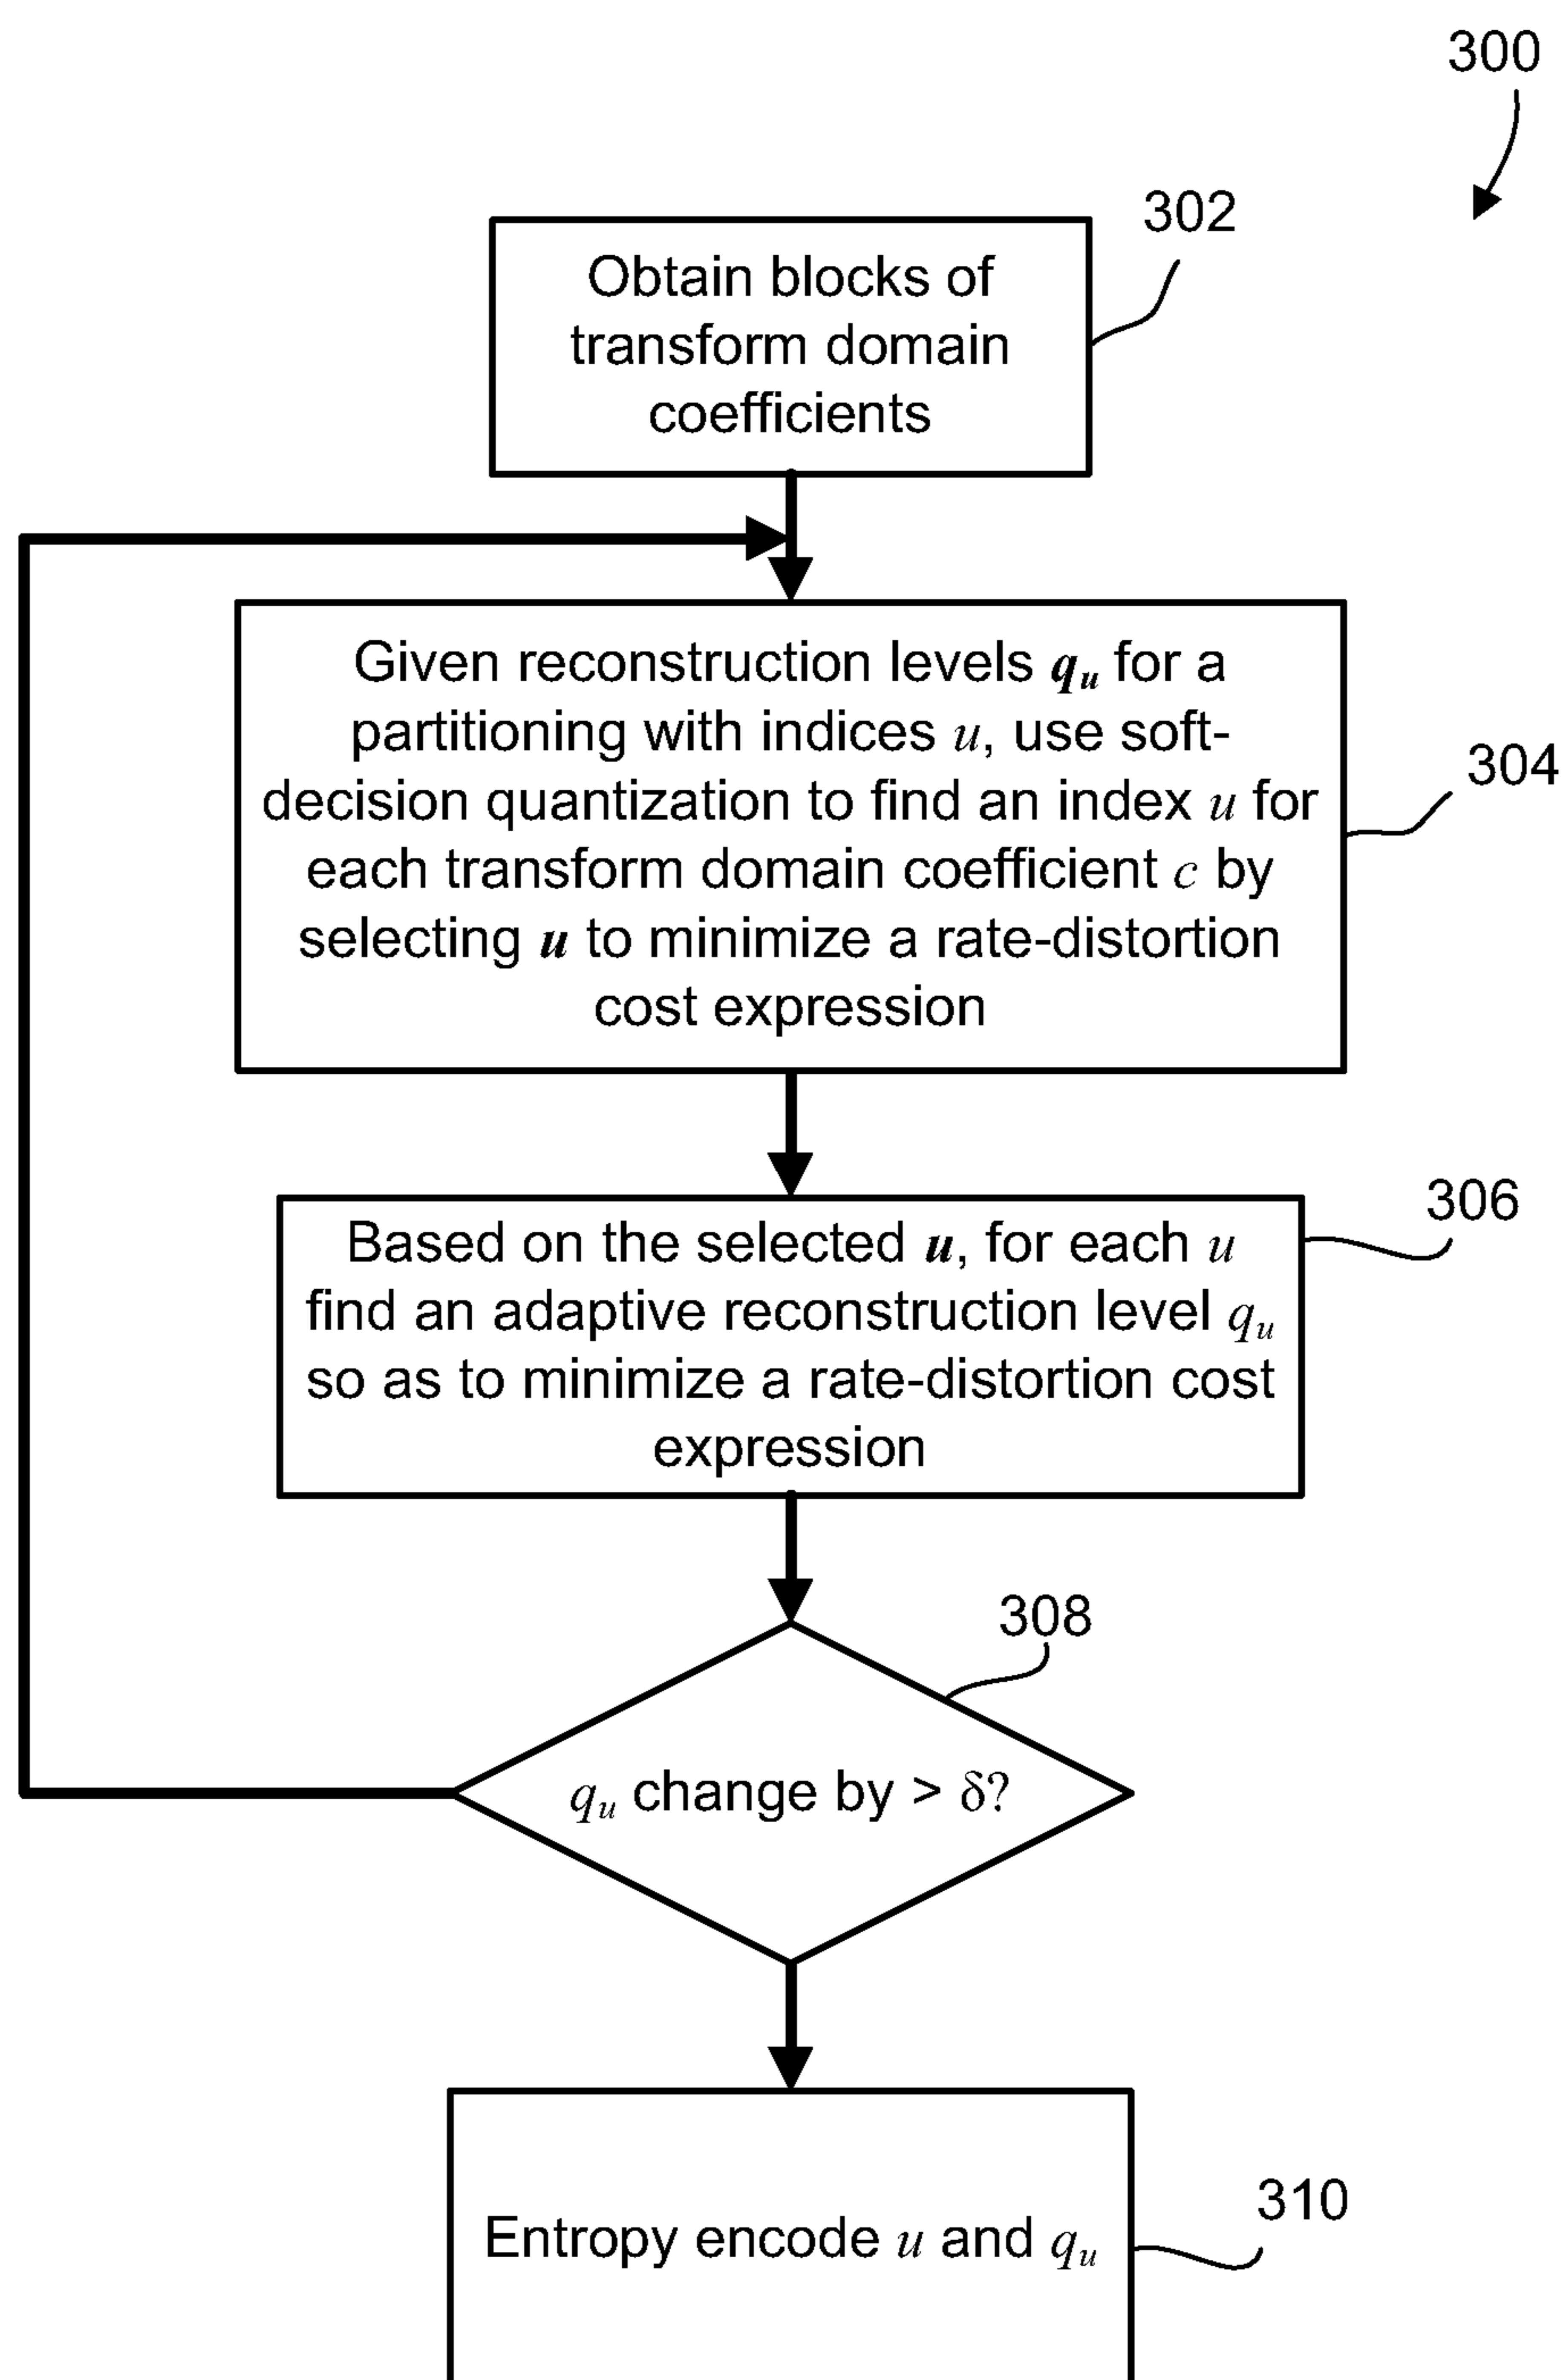 300
302
Obtain blocks of
transform domain
coefficients
Given reconstruction levels q_u for a
partitioning with indices u, use soft-
decision quantization to find an index u for
each transform domain coefficient c by
selecting u to minimize a rate-distortion
cost expression
304
306
Based on the selected u, for each u
find an adaptive reconstruction level q_u
so as to minimize a rate-distortion cost
expression
308
q_u change by > δ?
Entropy encode u and q_u
310